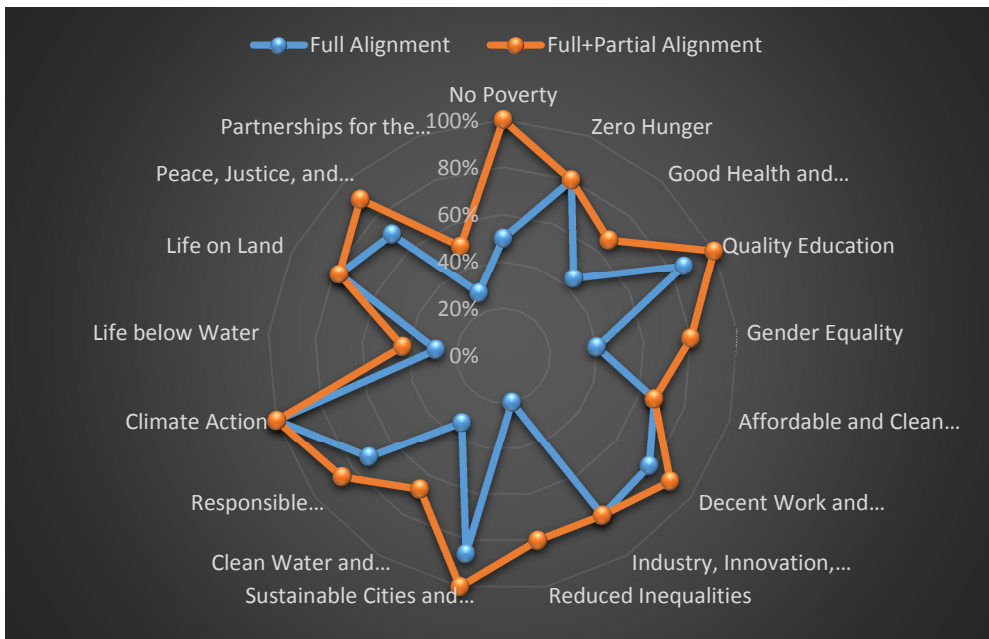 Full Alignment
Full+Partial Alignment
No Poverty
Zero Hunger
Good Health and...
Quality Education
Gender Equality
Affordable and Clean...
Decent Work and...
Industry, Innovation,...
Reduced Inequalities
Sustainable Cities and...
Clean Water and...
Responsible...
Climate Action
Life below Water
Life on Land
Peace, Justice, and...
Partnerships for the...
100%
80%
60%
40%
20%
0%